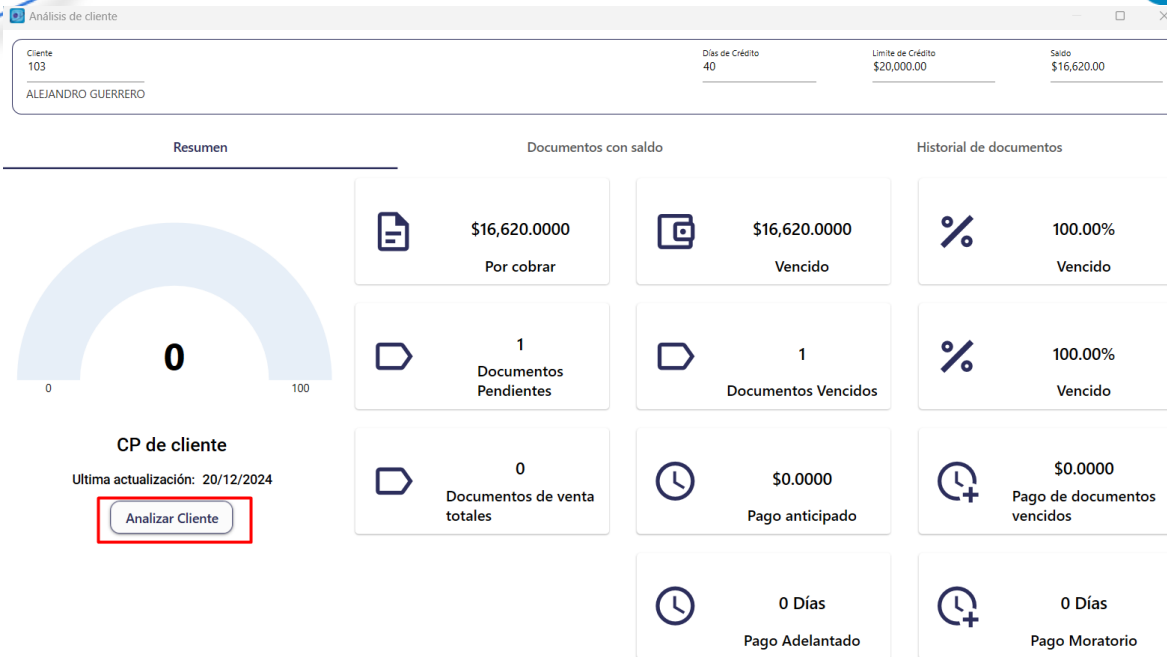 Análisis de cliente
Cliente
103
ALEJANDRO GUERRERO
Días de Crédito
40
Limite de Crédito
$20,000.00
Saldo
$16,620.00
Resumen
Documentos con saldo
Historial de documentos
0
0
100
CP de cliente
Ultima actualización: 20/12/2024
Analizar Cliente
$16,620.0000
Por cobrar
$16,620.0000
Vencido
100.00%
Vencido
1
Documentos
Pendientes
1
Documentos Vencidos
100.00%
Vencido
0
Documentos de venta
totales
$0.0000
Pago anticipado
$0.0000
Pago de documentos
vencidos
0 Días
Pago Adelantado
0 Días
Pago Moratorio